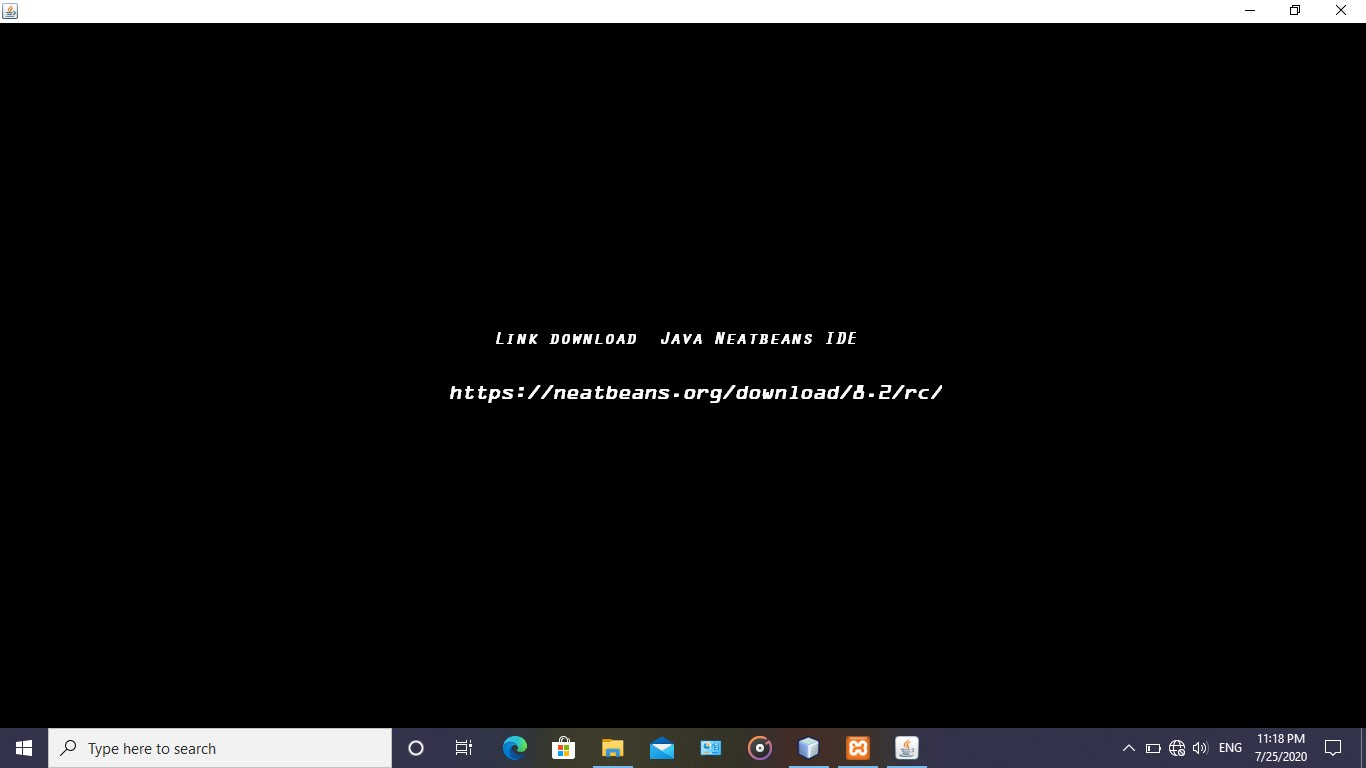 Link download Java Neatbeans IDE
https://neatbeans.org/download/8.2/rc/
Type here to search
ENG
11:18 PM
7/25/2020